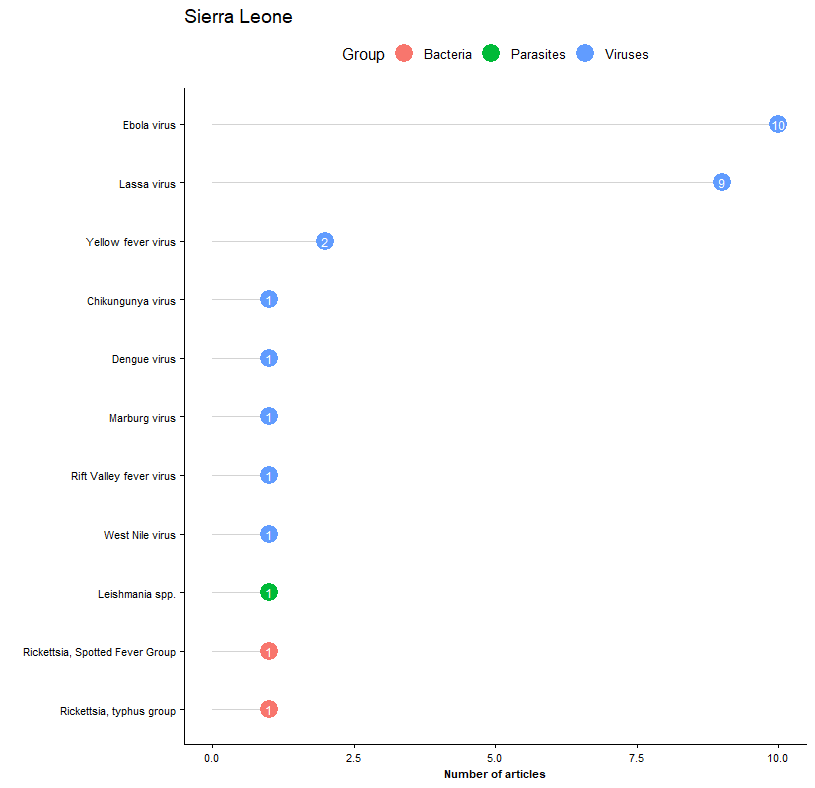 Sierra Leone
Group Bacteria Parasites Viruses
Ebola virus 10
Lassa virus 9
Yellow fever virus 2
Chikungunya virus 1
Dengue virus 1
Marburg virus 1
Rift Valley fever virus 1
West Nile virus 1
Leishmania spp. 1
Rickettsia, Spotted Fever Group 1
Rickettsia, typhus group 1
0.0 2.5 5.0 7.5 10.0
Number of articles